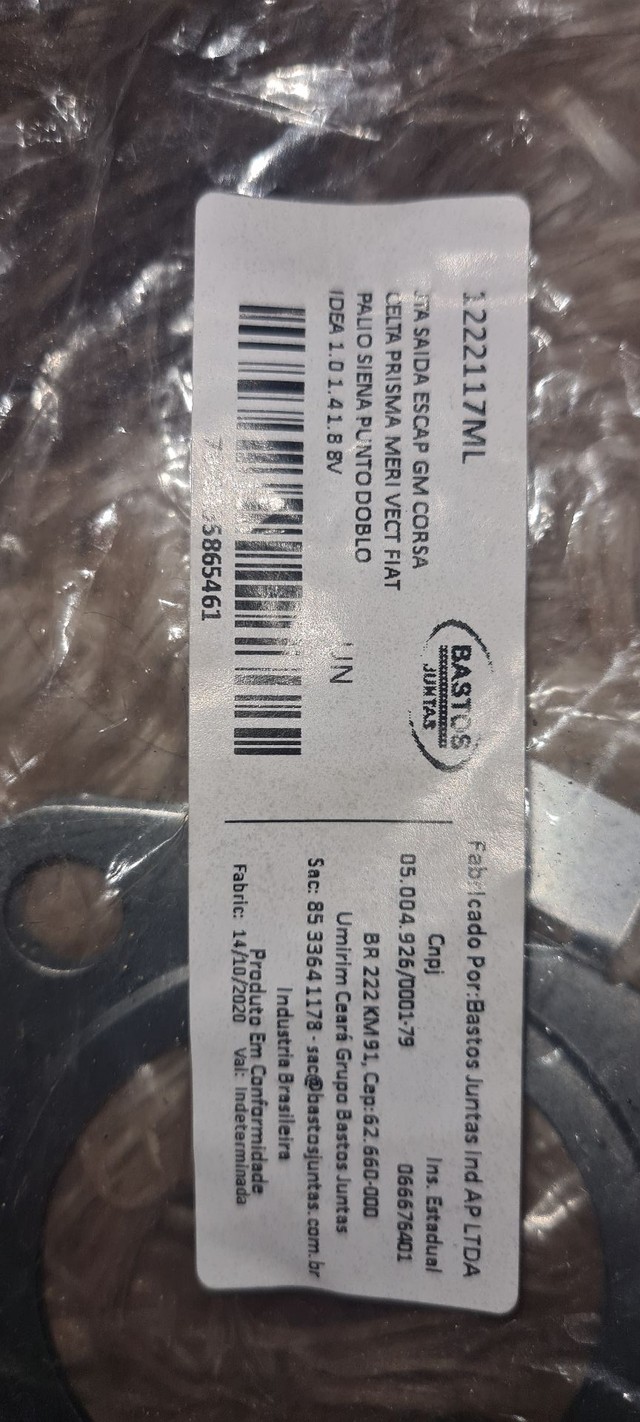 1222117ML
JTA SAIDA ESCAP GM CORSA
CELTA PRISMA MERI VECT FIAT
PALIO SIENA PUNTO DOBLO
IDEA 1.0 1.4 1.8 8V
UN
5865461
BASTOS
JUNTAS
Fabricado Por:Bastos Juntas Ind AP LTDA
Cnpj Ins. Estadual
05.004.926/0001-79 066676401
BR 222 KM 91, Cep:62.660-000
Umirim Ceará Grupo Bastos Juntas
Sac: 85 3364 1178 - sac@bastosjuntas.com.br
Industria Brasileira
Produto Em Conformidade
Fabric: 14/10/2020 Val: Indeterminada